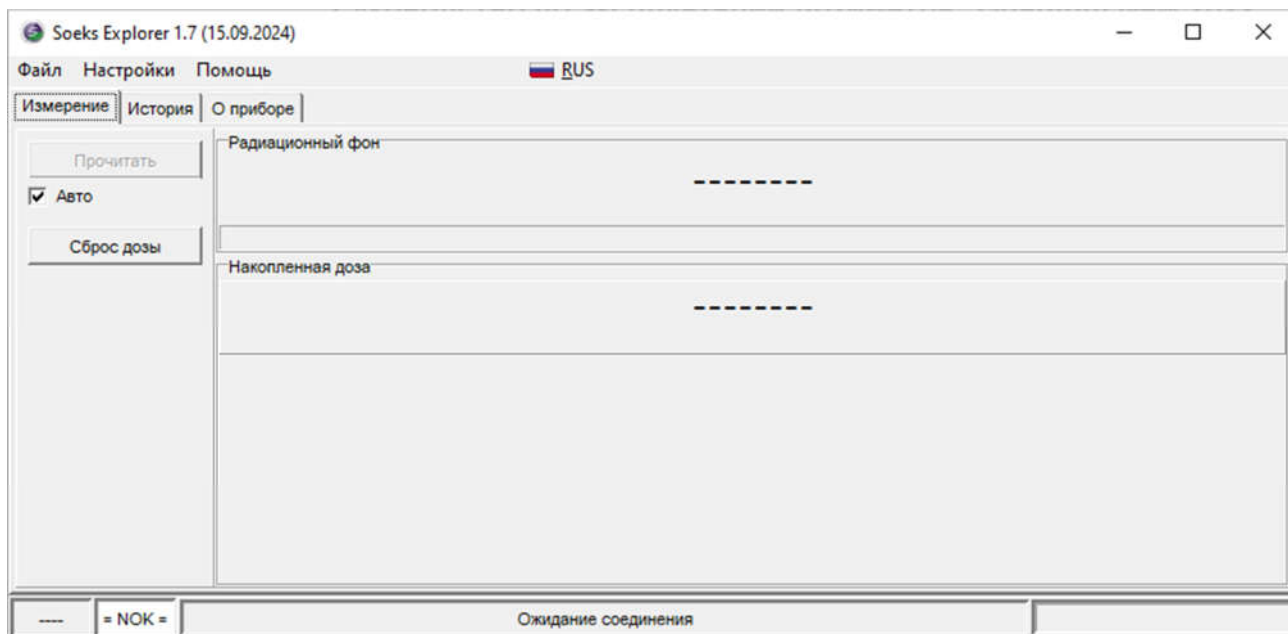 Soeks Explorer 1.7 (15.09.2024)
Файл Настройки Помощь RUS
Измерение История О приборе
Прочитать
Авто
Сброс дозы
Радиационный фон
--------
Накопленная доза
--------
---- = NOK = Ожидание соединения